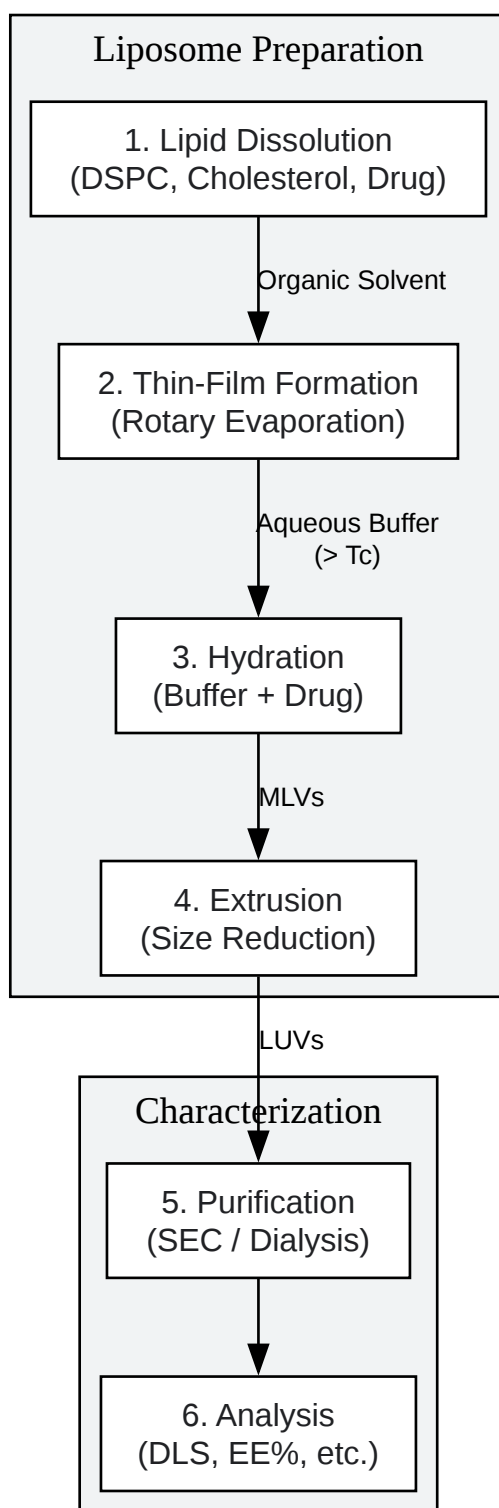 Liposome Preparation
1. Lipid Dissolution
(DSPC, Cholesterol, Drug)
Organic Solvent
2. Thin-Film Formation
(Rotary Evaporation)
Aqueous Buffer
(> Tc)
3. Hydration
(Buffer + Drug)
MLVs
4. Extrusion
(Size Reduction)
LUVs
Characterization
5. Purification
(SEC / Dialysis)
6. Analysis
(DLS, EE%, etc.)